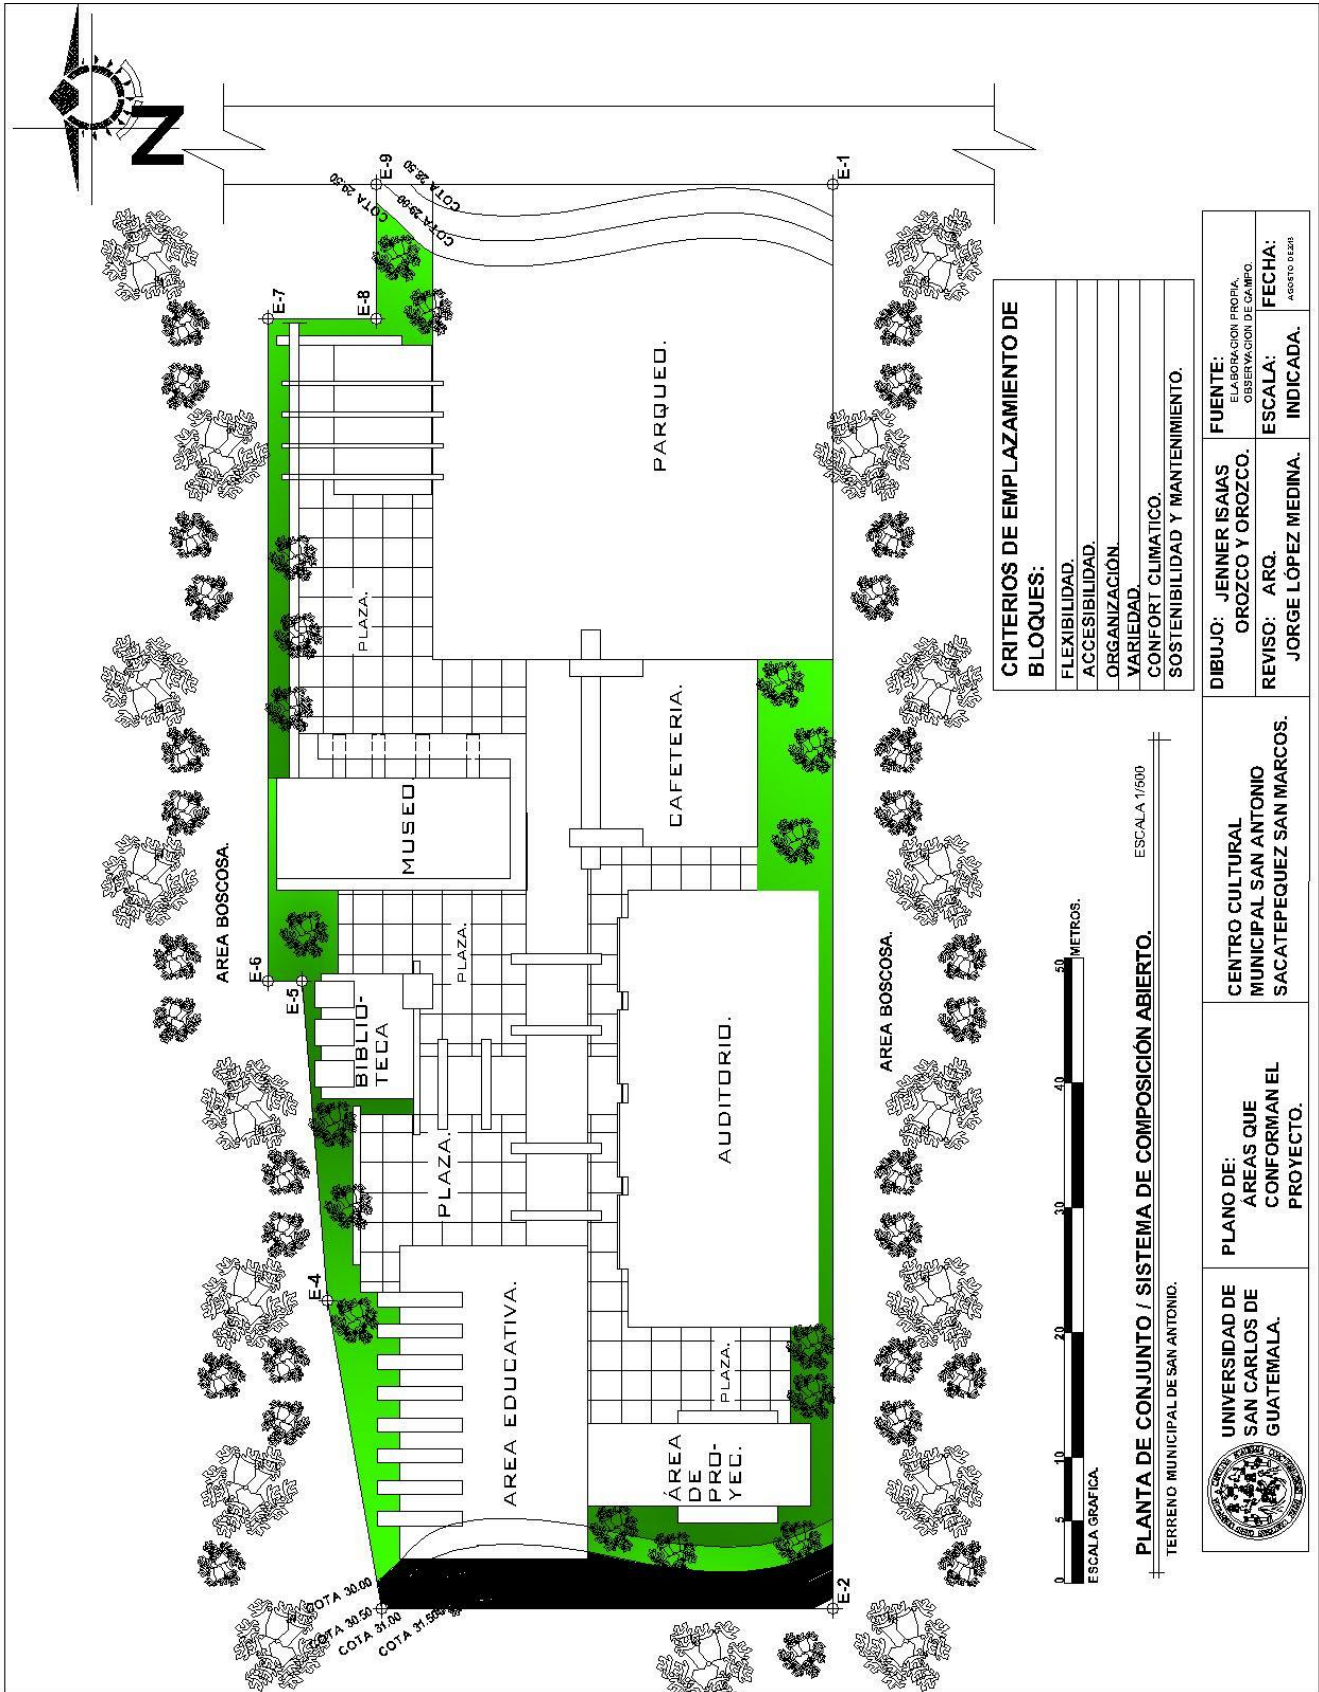 N
E-9
COTA 29.50
COTA 29.00
COTA 28.50
E-1
E-7
E-8
PARQUEO.
PLAZA.
AREA BOSCOSA.
MUSEO.
CAFETERIA.
E-6
E-5
BIBLIO-
TECA
PLAZA.
PLAZA.
AUDITORIO.
AREA BOSCOSA.
E-4
AREA EDUCATIVA.
PLAZA.
ÁREA
DE
PRO-
YEC.
COTA 30.00
COTA 30.50
COTA 31.00
COTA 31.50
E-2
CRITERIOS DE EMPLAZAMIENTO DE
BLOQUES:
FLEXIBILIDAD.
ACCESIBILIDAD.
ORGANIZACIÓN.
VARIEDAD.
CONFORT CLIMATICO.
SOSTENIBILIDAD Y MANTENIMIENTO.
0 5 10 20 30 40 50
METROS.
ESCALA GRAFICA.
PLANTA DE CONJUNTO / SISTEMA DE COMPOSICIÓN ABIERTO.
ESCALA 1/500
TERRENO MUNICIPAL DE SAN ANTONIO.
UNIVERSIDAD DE
SAN CARLOS DE
GUATEMALA.
PLANO DE:
ÁREAS QUE
CONFORMAN EL
PROYECTO.
CENTRO CULTURAL
MUNICIPAL SAN ANTONIO
SACATEPEQUEZ SAN MARCOS.
DIBUJO: JENNER ISAIAS
OROZCO Y OROZCO.
REVISO: ARQ.
JORGE LÓPEZ MEDINA.
FUENTE:
ELABORACION PROPIA,
OBSERVACION DE CAMPO.
ESCALA:
INDICADA.
FECHA:
AGOSTO DE